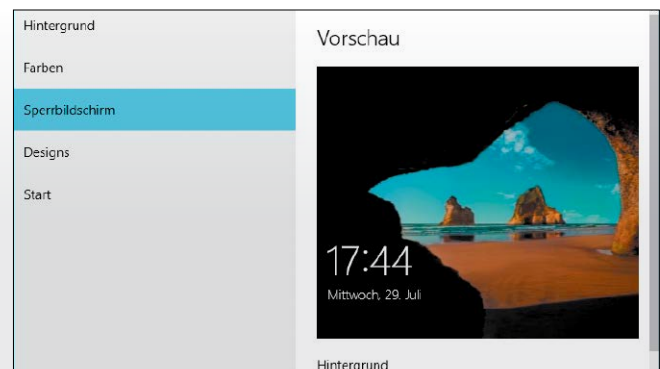 Hintergrund
Farben
Sperrbildschirm
Designs
Start
Vorschau
17:44
Mittwoch, 29. Juli
Hintergrund